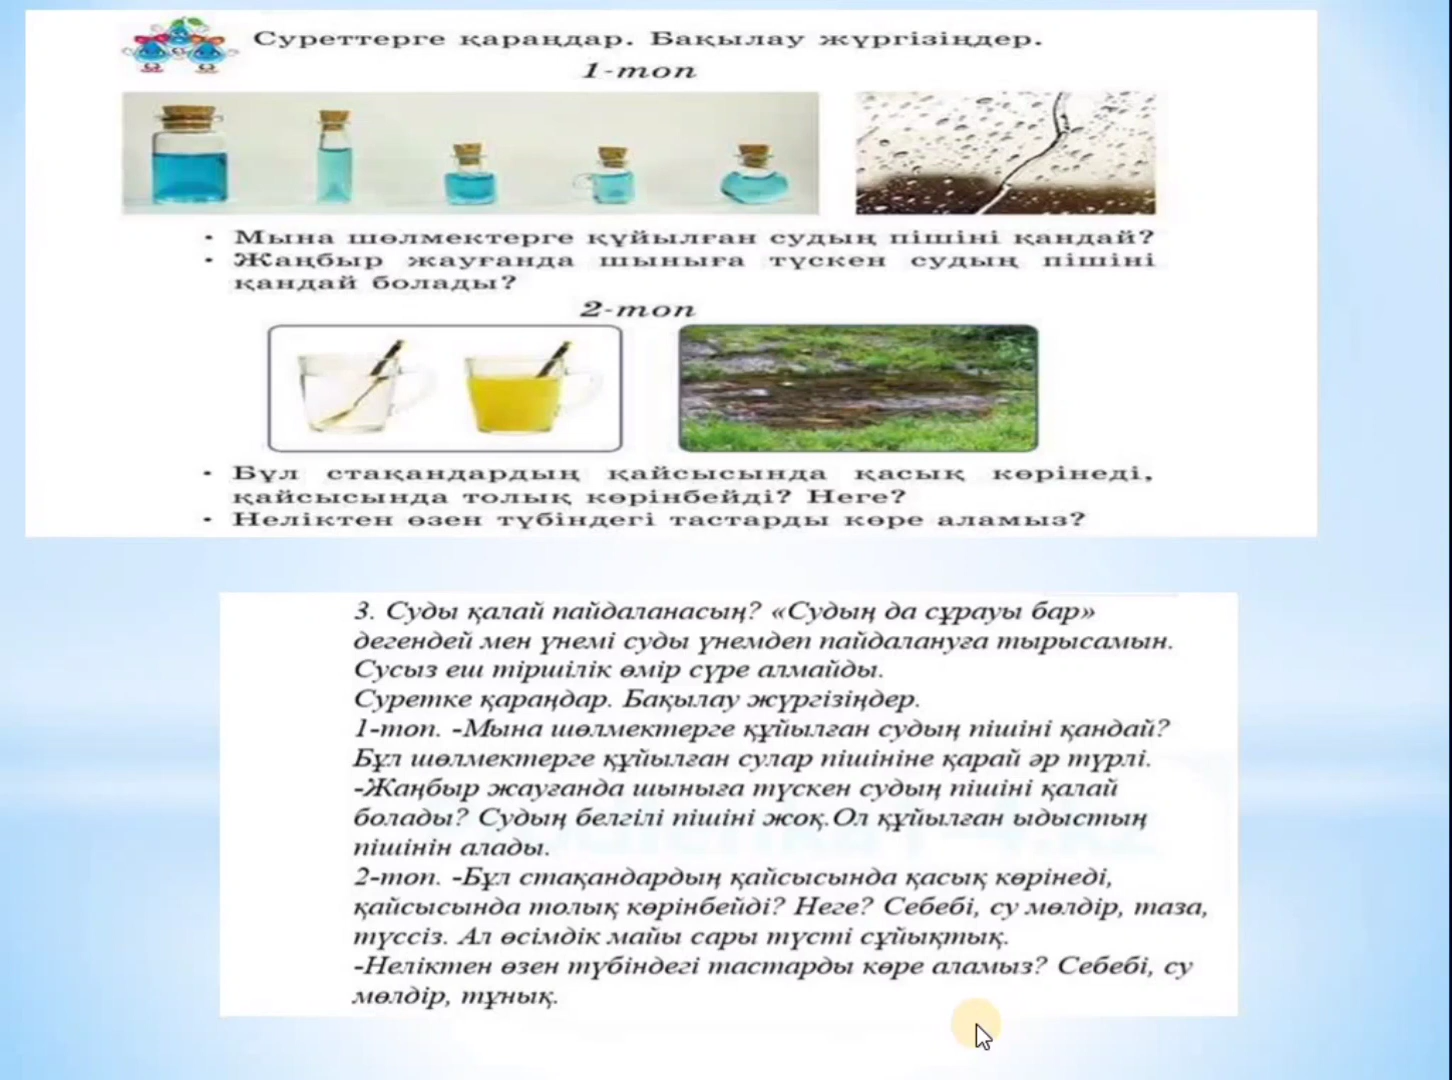 Суреттерге қараңдар. Бақылау жүргізіңдер.
1-топ
• Мына шөлмектерге құйылған судың пішіні қандай?
• Жаңбыр жауғанда шыныға түскен судың пішіні
қандай болады?
2-топ
• Бұл стақандардың қайсысында қасық көрінеді,
қайсысында толық көрінбейді? Неге?
• Неліктен өзен түбіндегі тастарды көре аламыз?
3. Суды қалай пайдаланасың? «Судың да сұрауы бар»
дегендей мен үнемі суды үнемдеп пайдалануға тырысамын.
Сусыз еш тіршілік өмір сүре алмайды.
Суретке қараңдар. Бақылау жүргізіңдер.
1-топ. -Мына шөлмектерге құйылған судың пішіні қандай?
Бұл шөлмектерге құйылған сулар пішініне қарай әр түрлі.
-Жаңбыр жауғанда шыныға түскен судың пішіні қалай
болады? Судың белгілі пішіні жоқ.Ол құйылған ыдыстың
пішінін алады.
2-топ. -Бұл стақандардың қайсысында қасық көрінеді,
қайсысында толық көрінбейді? Неге? Себебі, су мөлдір, таза,
түссіз. Ал өсімдік майы сары түсті сұйықтық.
-Неліктен өзен түбіндегі тастарды көре аламыз? Себебі, су
мөлдір, тұнық.